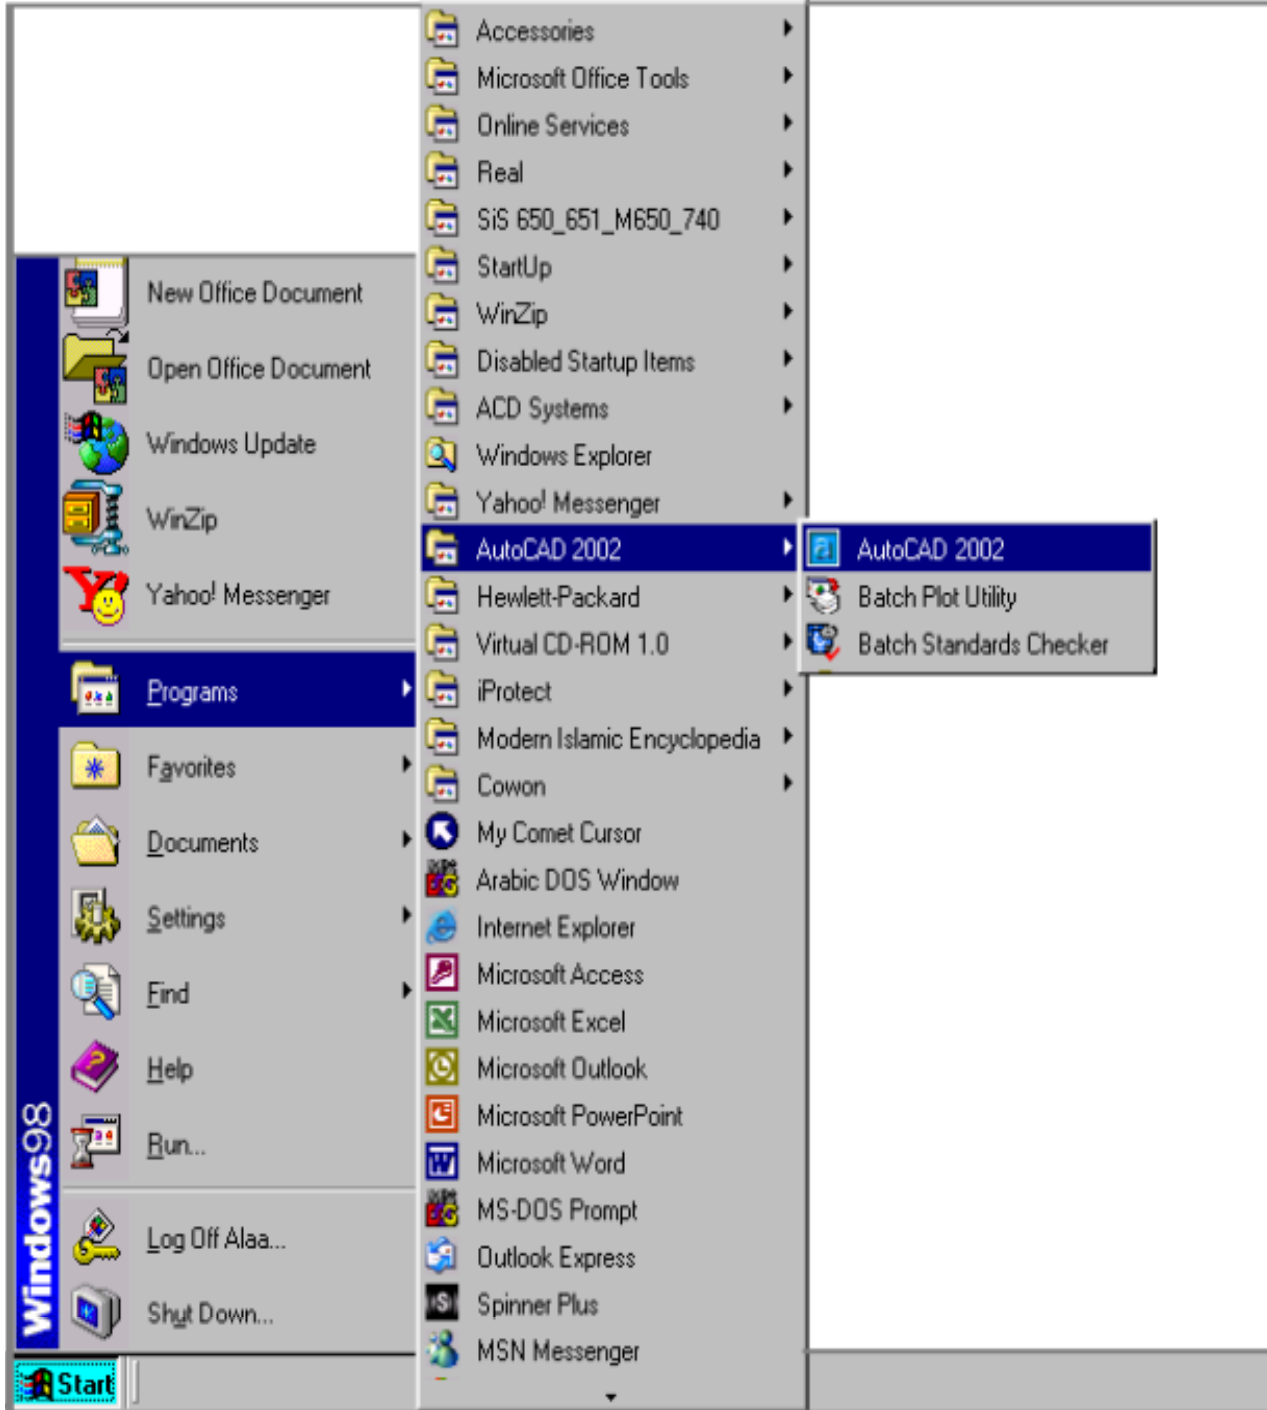 New Office Document
Open Office Document
Windows Update
WinZip
Yahoo! Messenger
Programs
Favorites
Documents
Settings
Find
Help
Run...
Log Off Alaa...
Shut Down...
Windows98
Start
Accessories
Microsoft Office Tools
Online Services
Real
SiS 650_651_M650_740
StartUp
WinZip
Disabled Startup Items
ACD Systems
Windows Explorer
Yahoo! Messenger
AutoCAD 2002
Hewlett-Packard
Virtual CD-ROM 1.0
iProtect
Modern Islamic Encyclopedia
Cowon
My Comet Cursor
Arabic DOS Window
Internet Explorer
Microsoft Access
Microsoft Excel
Microsoft Outlook
Microsoft PowerPoint
Microsoft Word
MS-DOS Prompt
Outlook Express
Spinner Plus
MSN Messenger
AutoCAD 2002
Batch Plot Utility
Batch Standards Checker